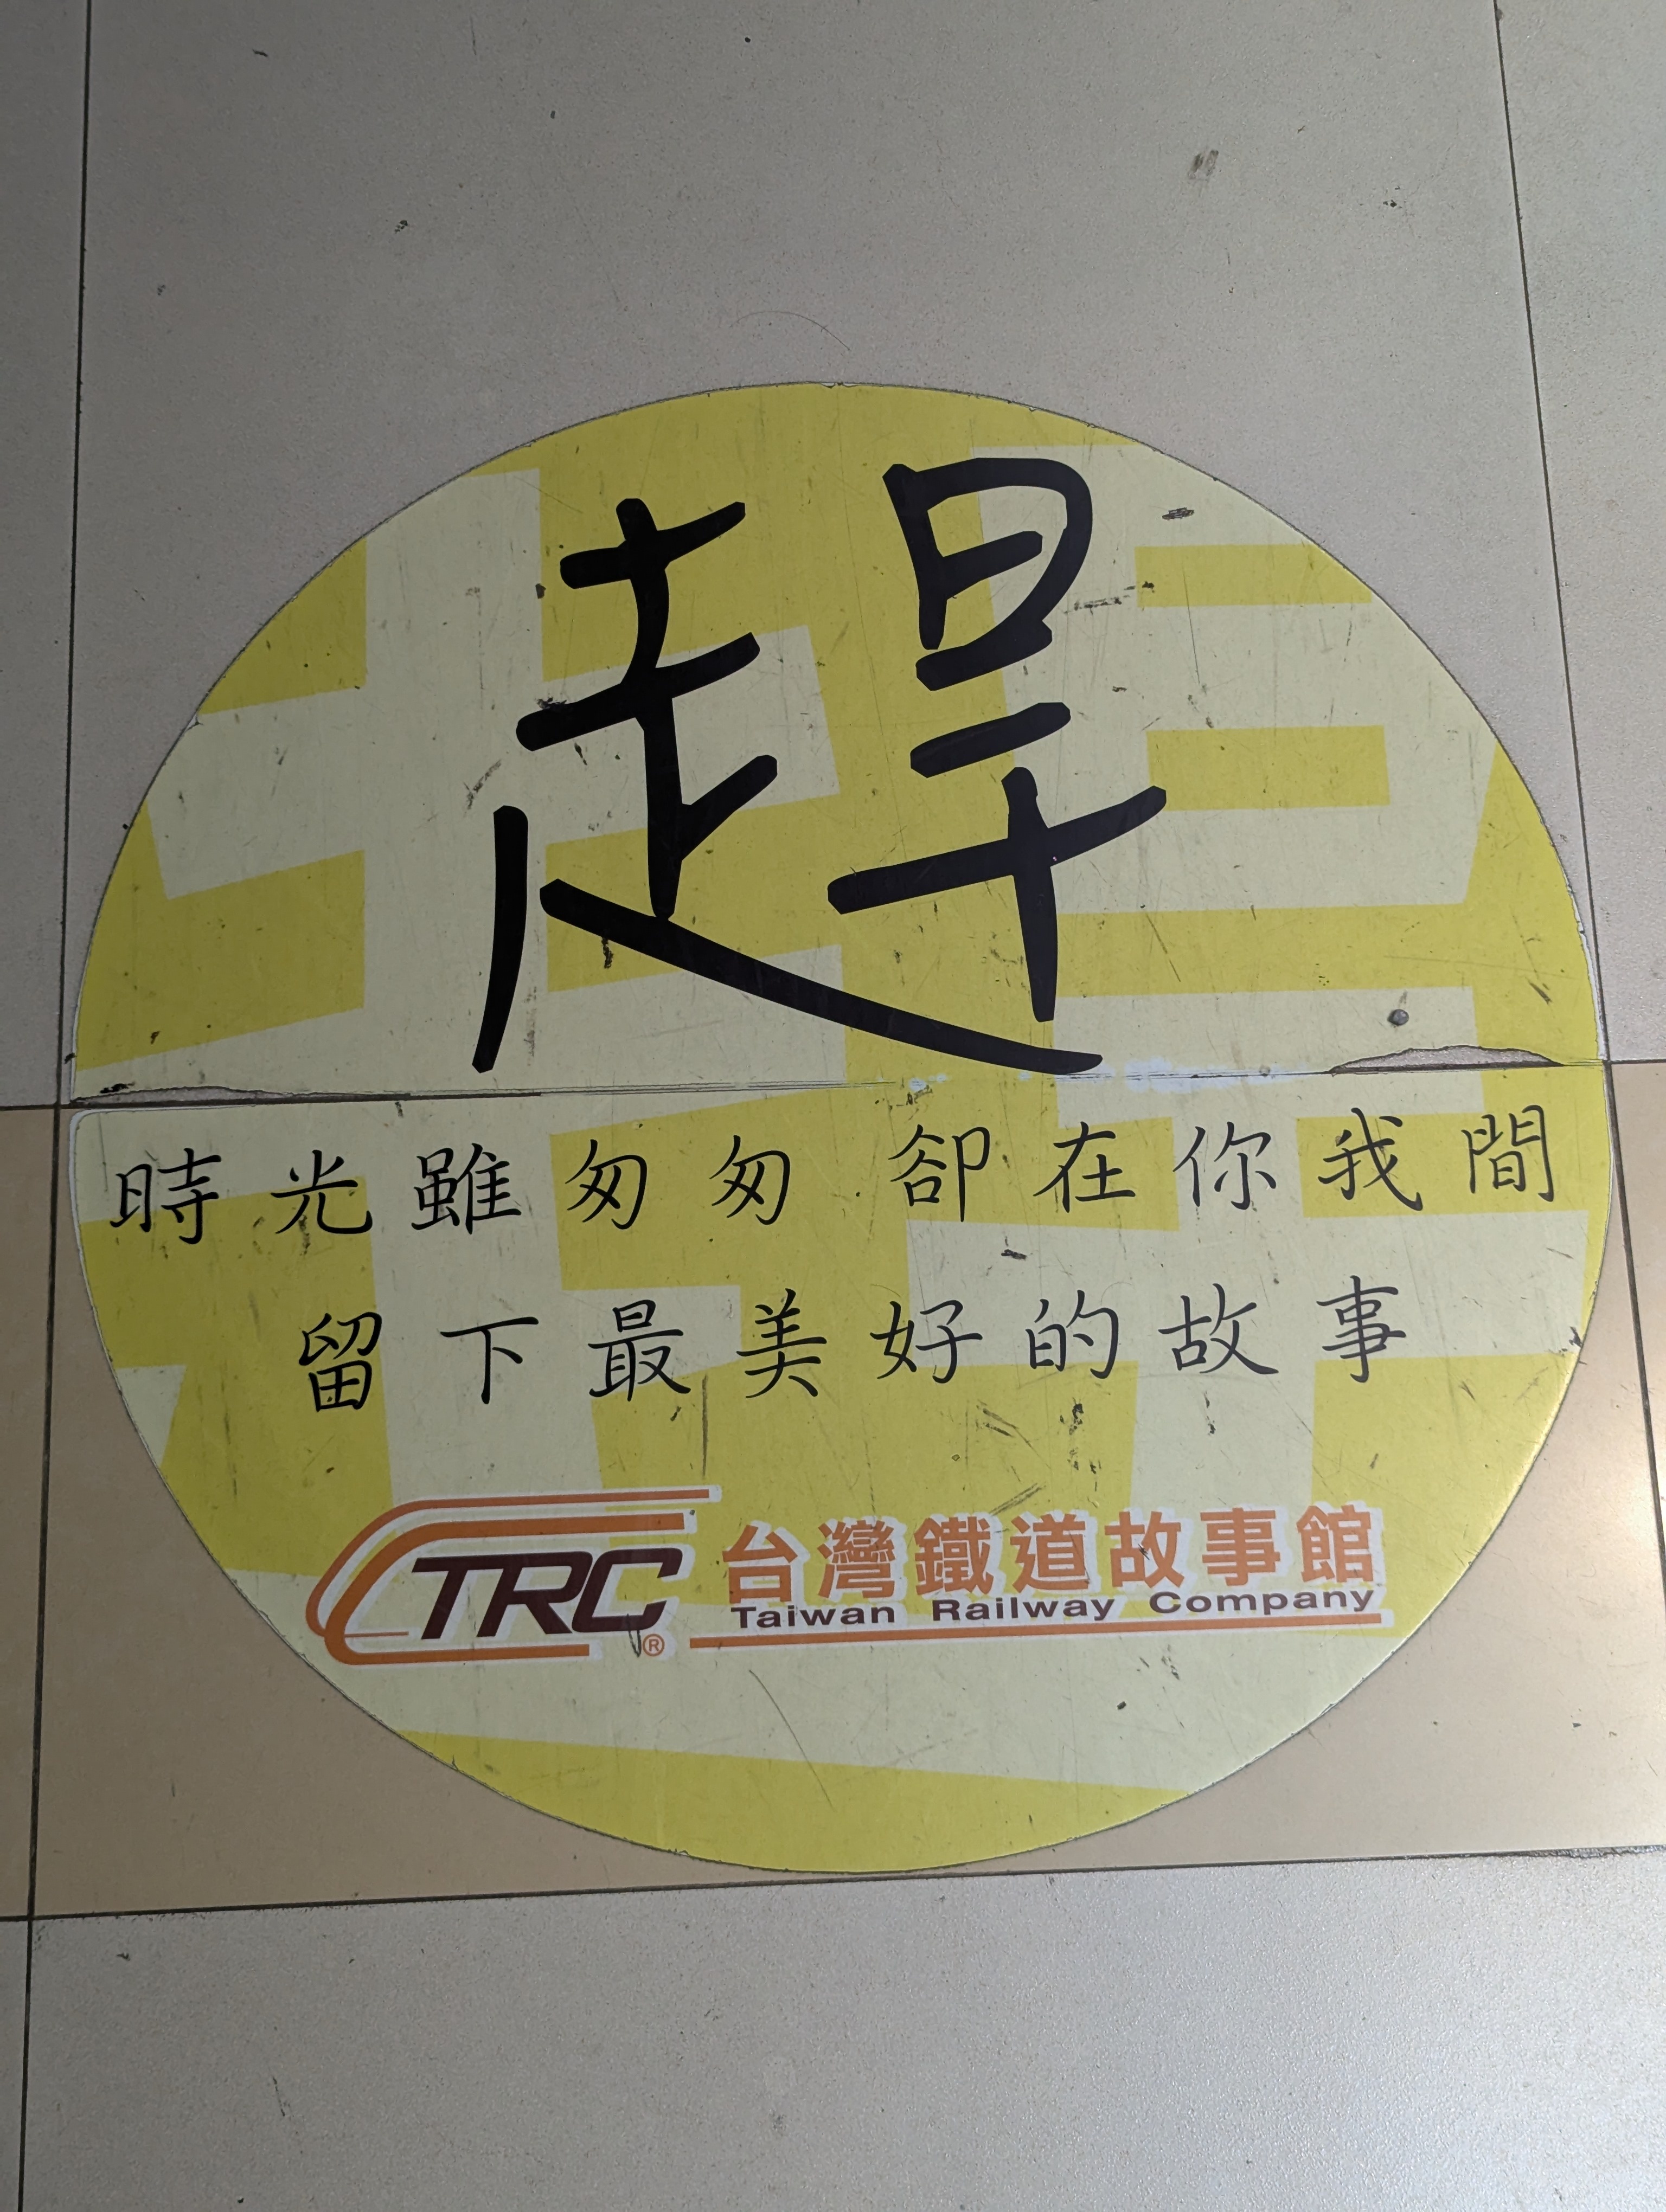 趕
時光雖匆匆 卻在你我間
留下最美好的故事
TRC® 台灣鐵道故事館
Taiwan Railway Company